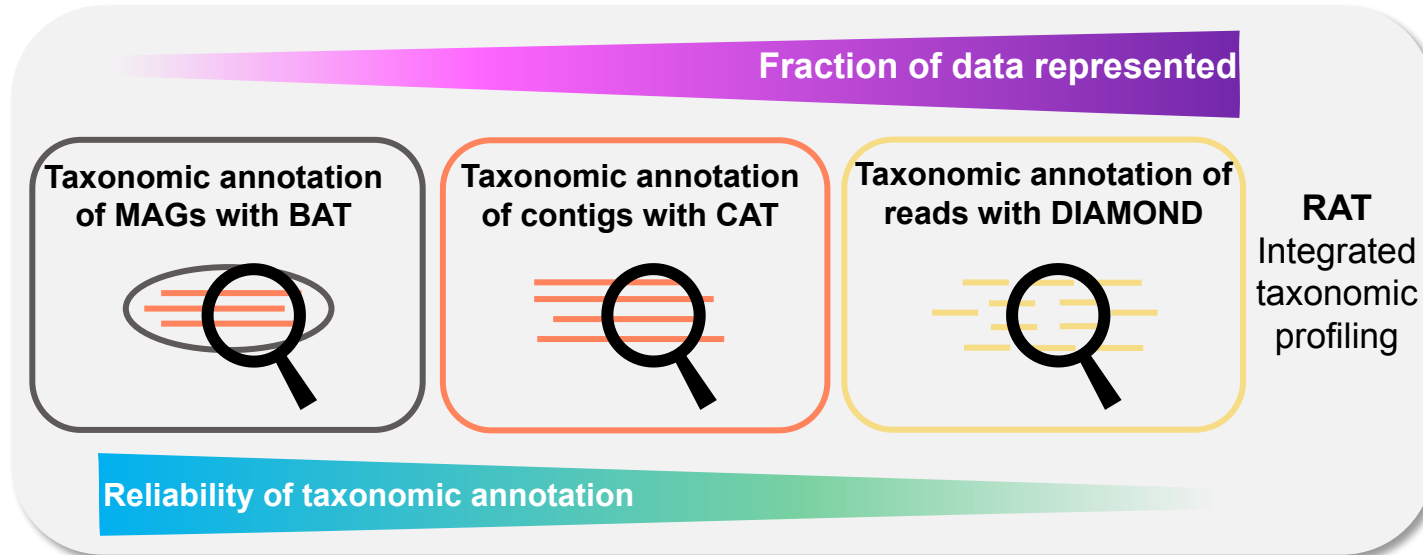 Fraction of data represented
Taxonomic annotation
of MAGs with BAT
Taxonomic annotation
of contigs with CAT
Taxonomic annotation of
reads with DIAMOND
RAT
Integrated
taxonomic
profiling
Reliability of taxonomic annotation